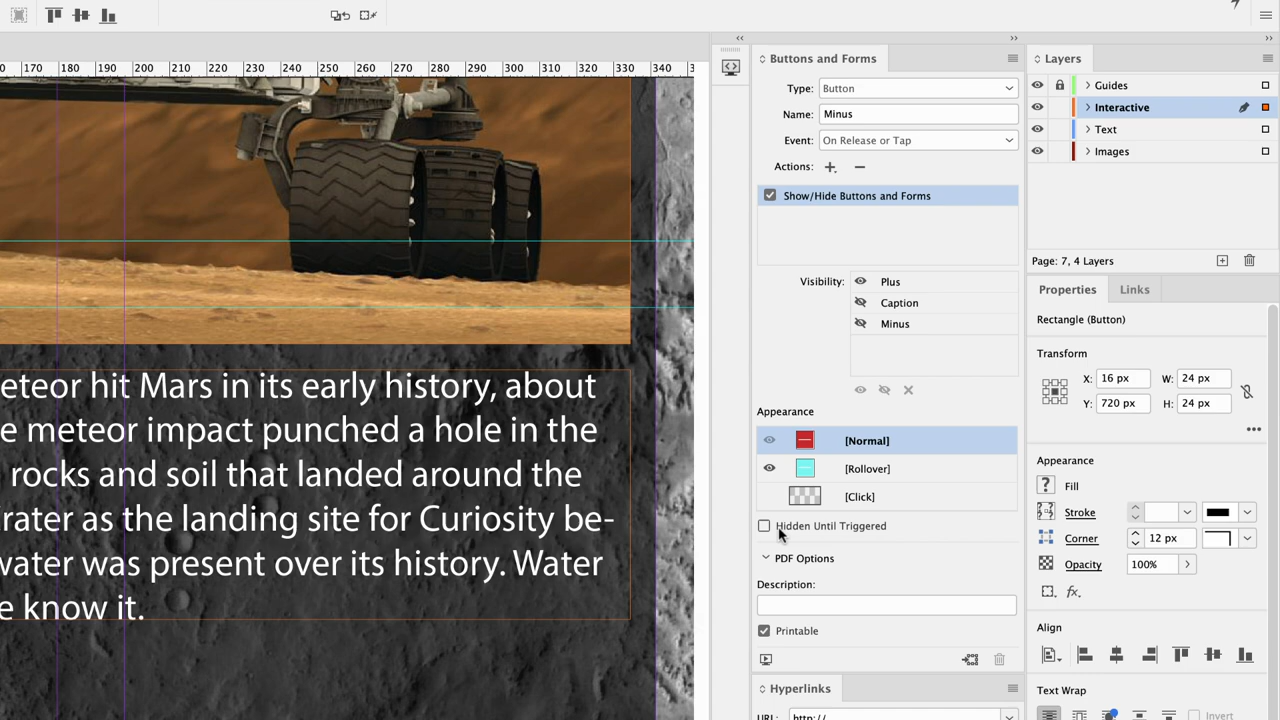 170 180 190 200 210 220 230 240 250 260 270 280 290 300 310 320 330 340
eteor hit Mars in its early history, about
e meteor impact punched a hole in the
rocks and soil that landed around the
rater as the landing site for Curiosity be-
water was present over its history. Water
e know it.
Buttons and Forms
Type: Button
Name: Minus
Event: On Release or Tap
Actions: + −
Show/Hide Buttons and Forms
Visibility: Plus
Caption
Minus
Appearance
[Normal]
[Rollover]
[Click]
Hidden Until Triggered
PDF Options
Description:
Printable
Hyperlinks
URL: http://
Layers
Guides
Interactive
Text
Images
Page: 7, 4 Layers
Properties Links
Rectangle (Button)
Transform
X: 16 px W: 24 px
Y: 720 px H: 24 px
Appearance
? Fill
Stroke
Corner 12 px
Opacity 100%
fx.
Align
Text Wrap
Invert